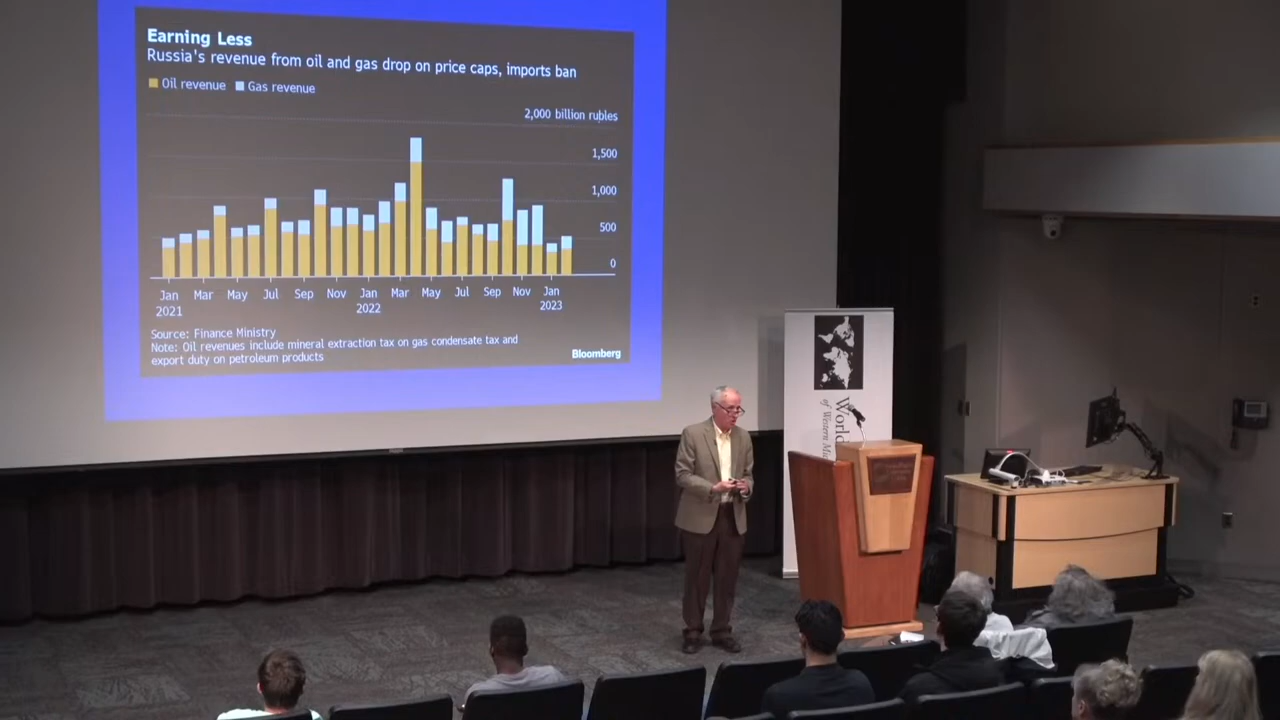 Earning Less
Russia's revenue from oil and gas drop on price caps, imports ban
Oil revenue Gas revenue
2,000 billion rubles
1,500
1,000
500
0
Jan Mar May Jul Sep Nov Jan Mar May Jul Sep Nov Jan
2021 2022 2023
Source: Finance Ministry
Note: Oil revenues include mineral extraction tax on gas condensate tax and
export duty on petroleum products
Bloomberg
World
of Western